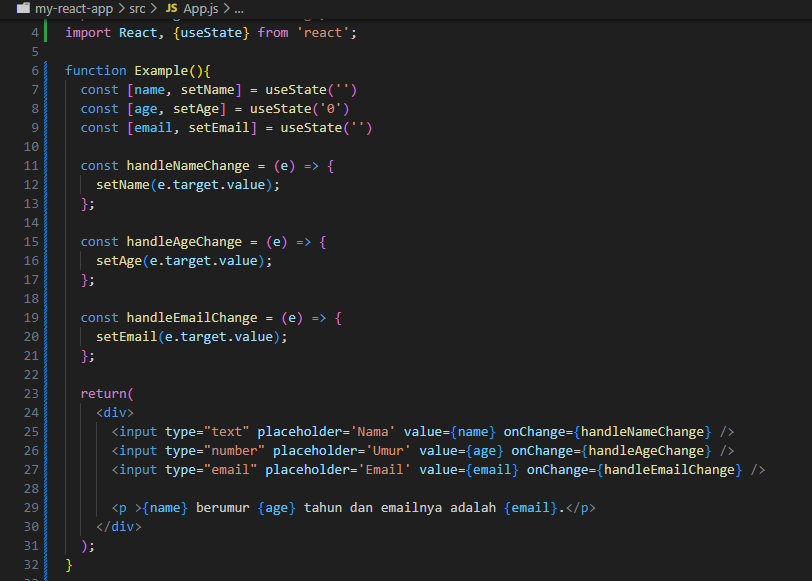 my-react-app > src > JS App.js > ...
4 import React, {useState} from 'react';
5
6 function Example(){
7 const [name, setName] = useState('')
8 const [age, setAge] = useState('0')
9 const [email, setEmail] = useState('')
10
11 const handleNameChange = (e) => {
12 setName(e.target.value);
13 };
14
15 const handleAgeChange = (e) => {
16 setAge(e.target.value);
17 };
18
19 const handleEmailChange = (e) => {
20 setEmail(e.target.value);
21 };
22
23 return(
24 <div>
25 <input type="text" placeholder='Nama' value={name} onChange={handleNameChange} />
26 <input type="number" placeholder='Umur' value={age} onChange={handleAgeChange} />
27 <input type="email" placeholder='Email' value={email} onChange={handleEmailChange} />
28
29 <p >{name} berumur {age} tahun dan emailnya adalah {email}.</p>
30 </div>
31 );
32 }